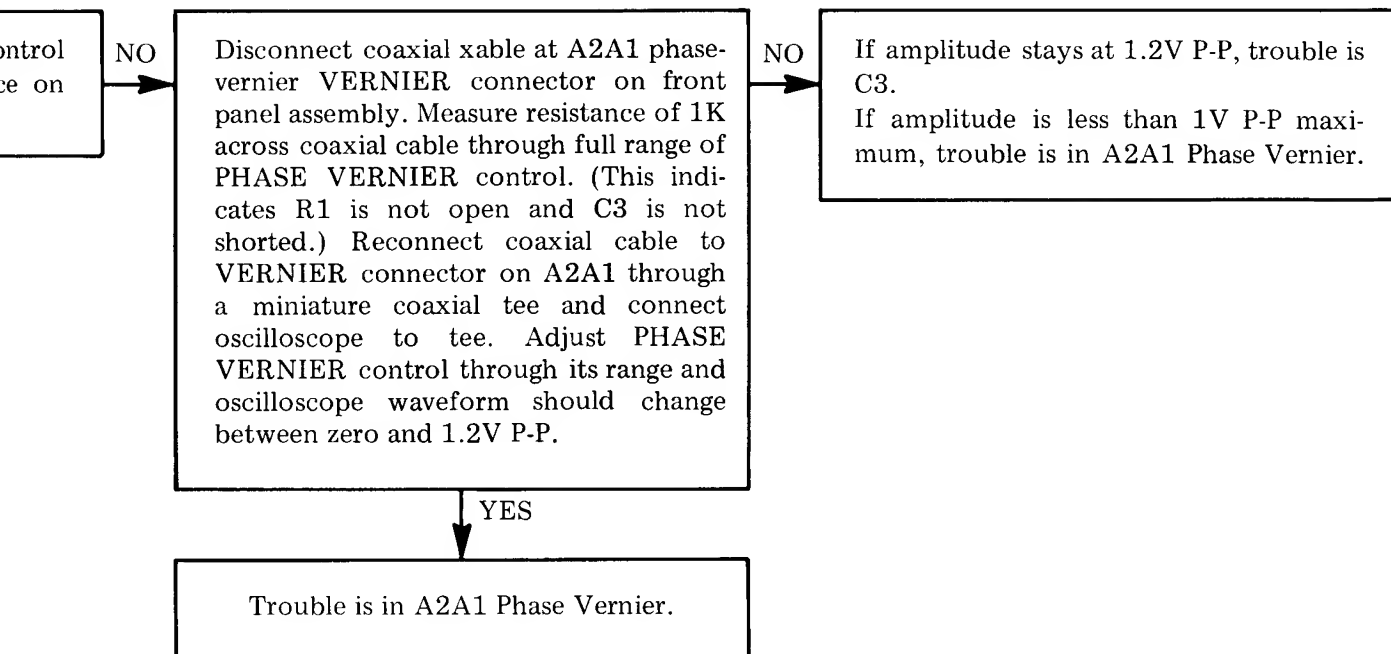 NO
Disconnect coaxial xable at A2A1 phase-
vernier VERNIER connector on front
panel assembly. Measure resistance of 1K
across coaxial cable through full range of
PHASE VERNIER control. (This indi-
cates R1 is not open and C3 is not
shorted.) Reconnect coaxial cable to
VERNIER connector on A2A1 through
a miniature coaxial tee and connect
oscilloscope to tee. Adjust PHASE
VERNIER control through its range and
oscilloscope waveform should change
between zero and 1.2V P-P.
NO
If amplitude stays at 1.2V P-P, trouble is
C3.
If amplitude is less than 1V P-P maxi-
mum, trouble is in A2A1 Phase Vernier.
YES
Trouble is in A2A1 Phase Vernier.